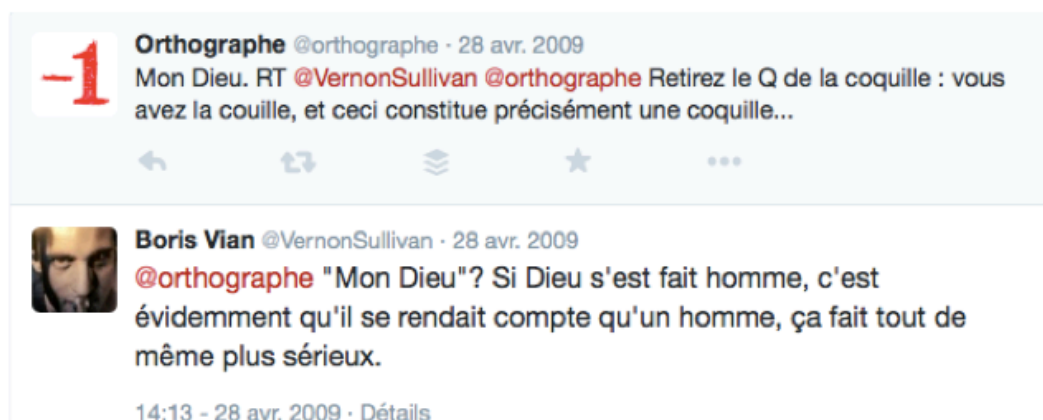 -1
Orthographe @orthographe · 28 avr. 2009
Mon Dieu. RT @VernonSullivan @orthographe Retirez le Q de la coquille : vous
avez la couille, et ceci constitue précisément une coquille...
Boris Vian @VernonSullivan · 28 avr. 2009
@orthographe "Mon Dieu"? Si Dieu s'est fait homme, c'est
évidemment qu'il se rendait compte qu'un homme, ça fait tout de
même plus sérieux.
14:13 - 28 avr. 2009 · Détails